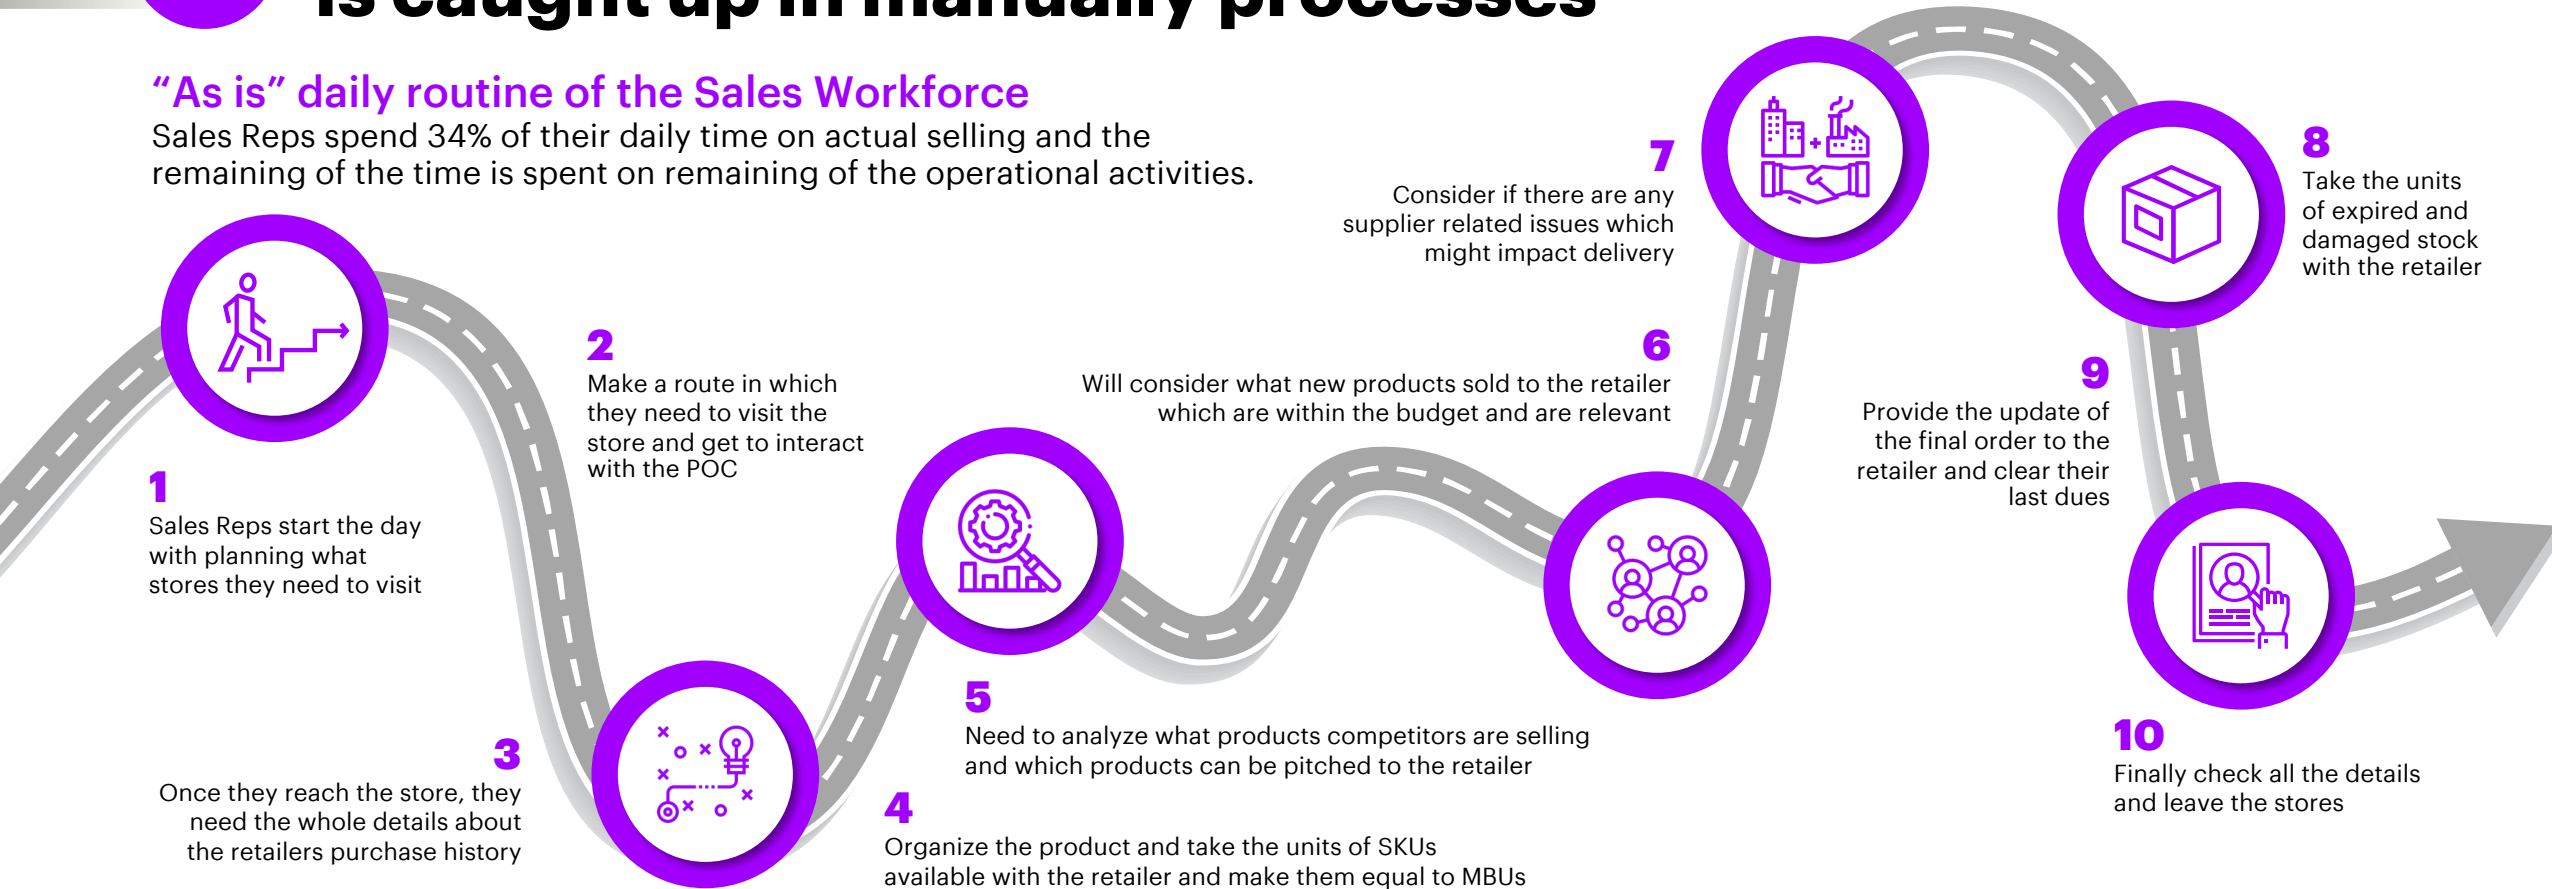 is caught up in manually processes
“As is” daily routine of the Sales Workforce
Sales Reps spend 34% of their daily time on actual selling and the
remaining of the time is spent on remaining of the operational activities.
1
Sales Reps start the day
with planning what
stores they need to visit
2
Make a route in which
they need to visit the
store and get to interact
with the POC
3
Once they reach the store, they
need the whole details about
the retailers purchase history
4
Organize the product and take the units of SKUs
available with the retailer and make them equal to MBUs
5
Need to analyze what products competitors are selling
and which products can be pitched to the retailer
6
Will consider what new products sold to the retailer
which are within the budget and are relevant
7
Consider if there are any
supplier related issues which
might impact delivery
8
Take the units
of expired and
damaged stock
with the retailer
9
Provide the update of
the final order to the
retailer and clear their
last dues
10
Finally check all the details
and leave the stores